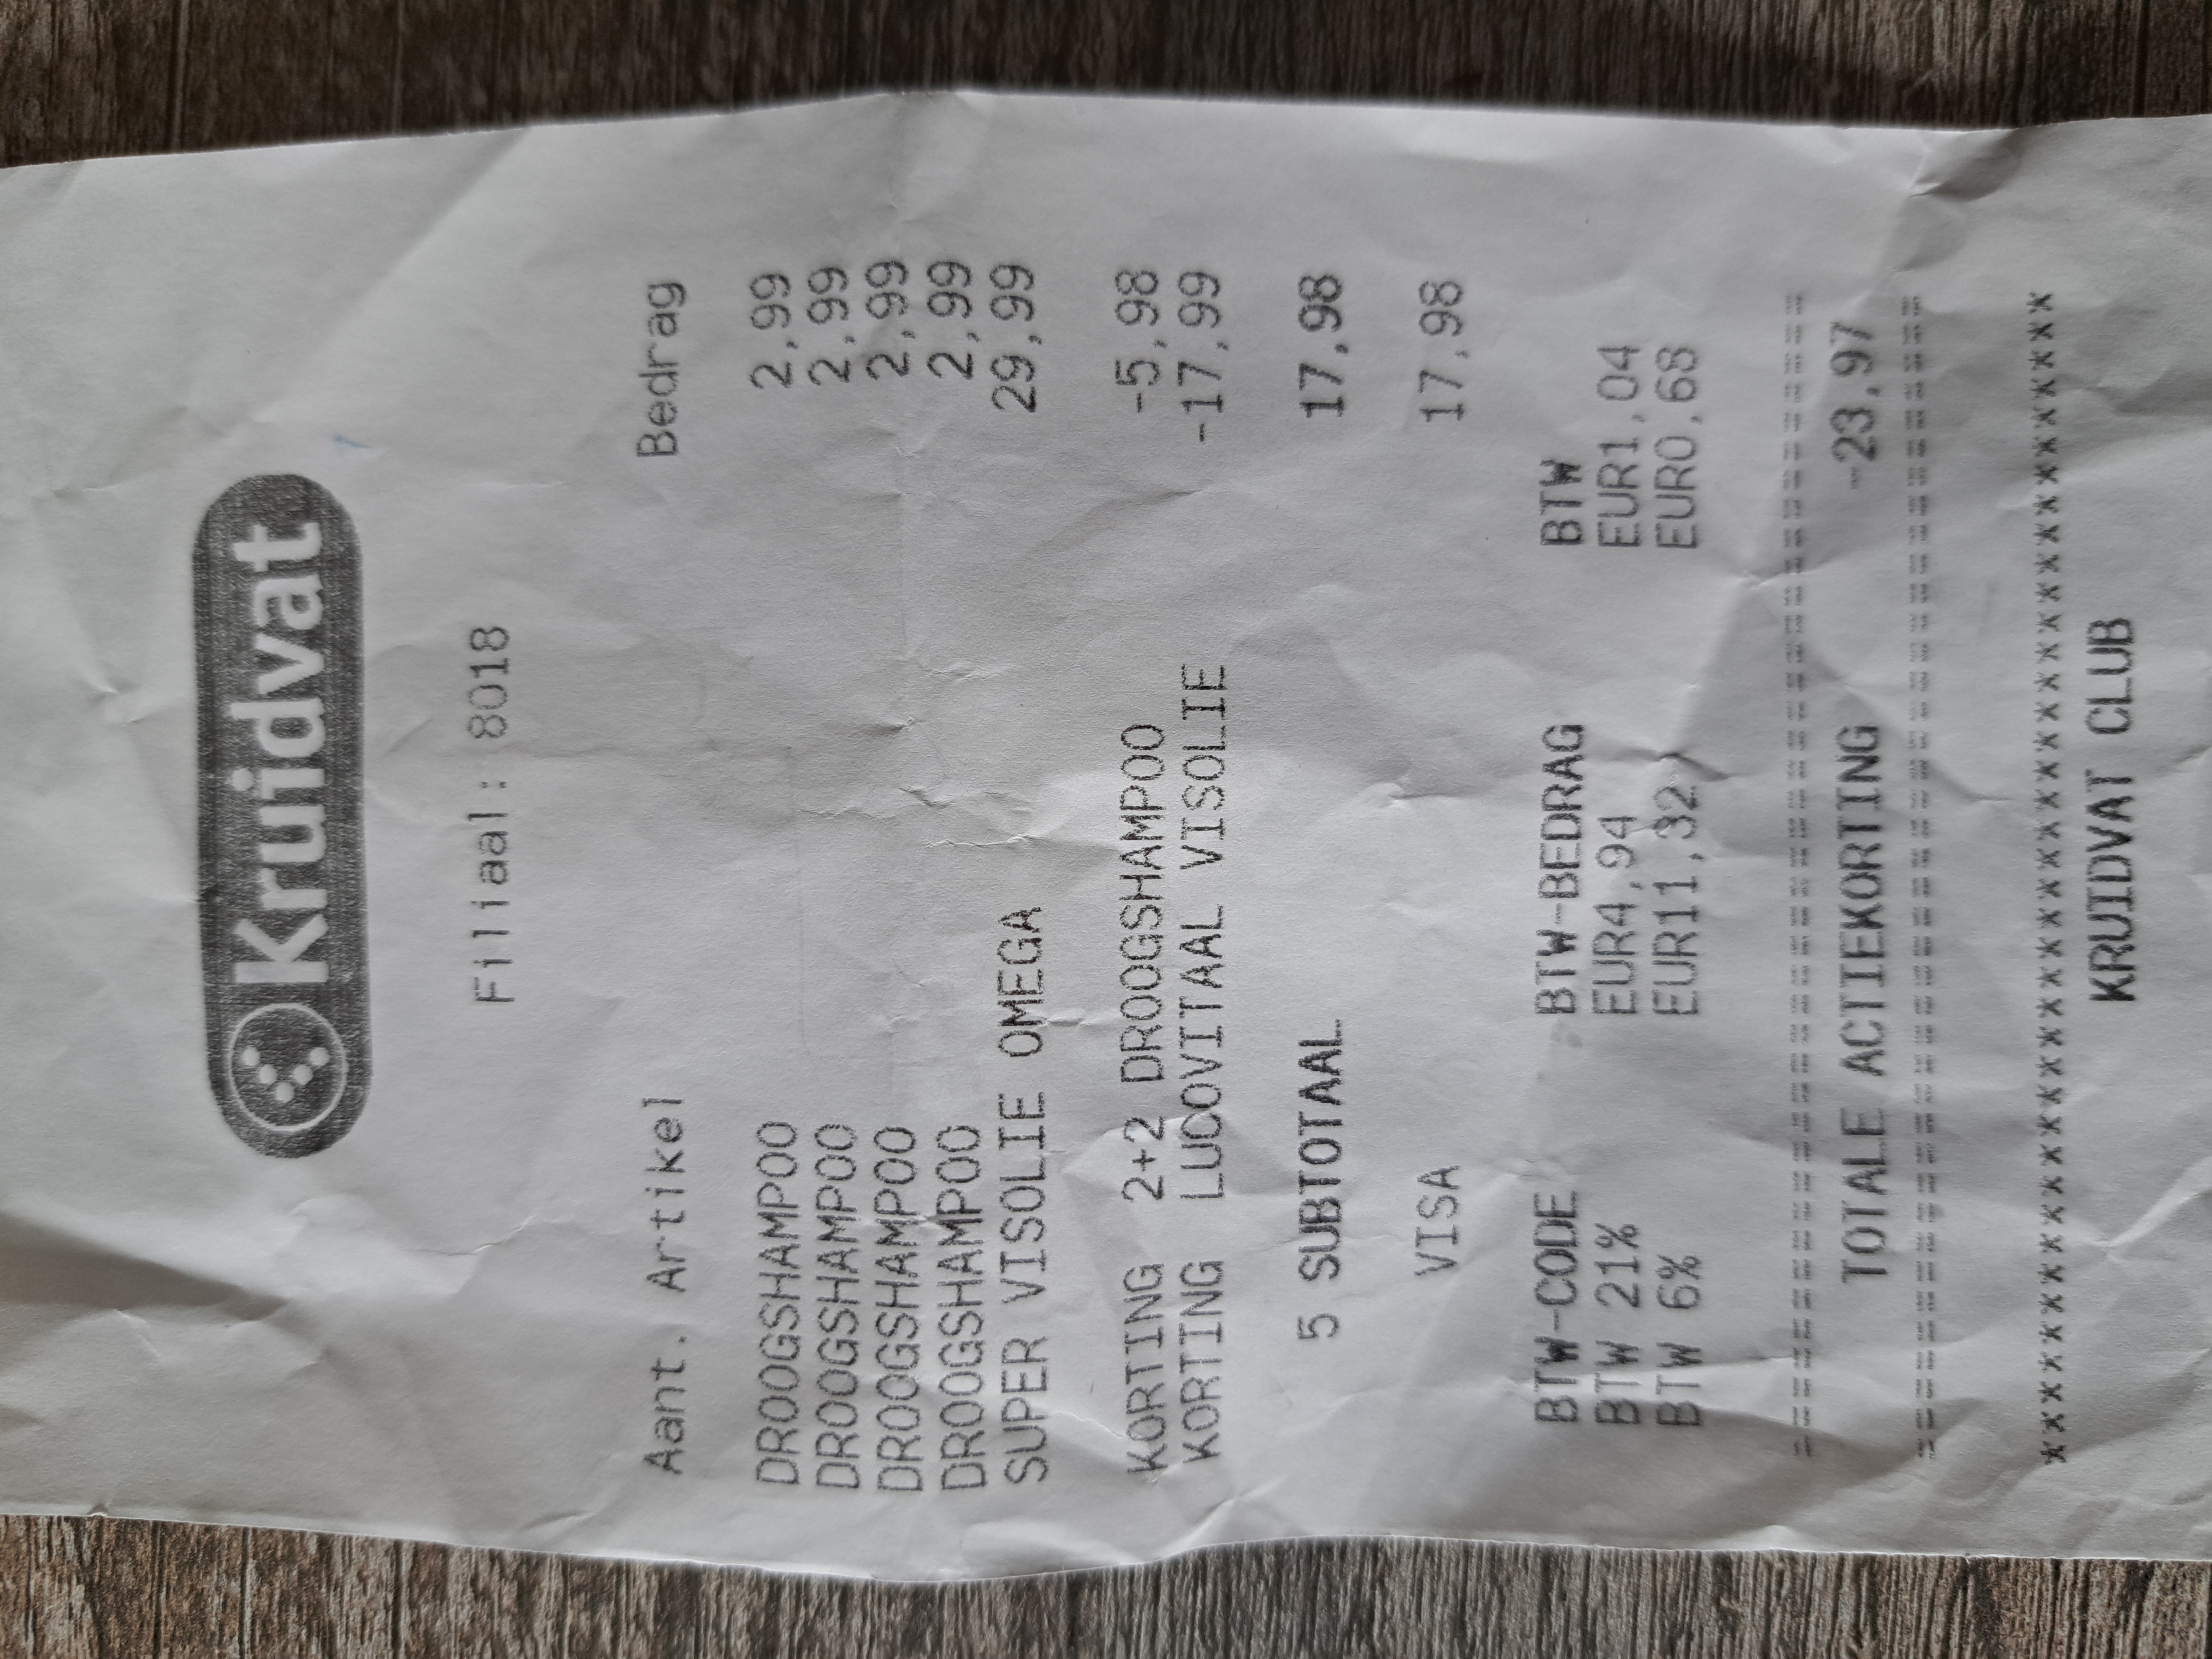 Kruidvat
Filiaal: 8018
Aant. Artikel Bedrag
DROOGSHAMPOO 2,99
DROOGSHAMPOO 2,99
DROOGSHAMPOO 2,99
DROOGSHAMPOO 2,99
SUPER VISOLIE OMEGA 29,99
KORTING 2+2 DROOGSHAMPOO -5,98
KORTING LUCOVITAAL VISOLIE -17,99
5 SUBTOTAAL 17,98
VISA 17,98
BTW-CODE BTW-BEDRAG BTW
BTW 21% EUR4,94 EUR1,04
BTW 6% EUR11,32 EUR0,68
========================================
TOTALE ACTIEKORTING -23,97
========================================
****************************************
KRUIDVAT CLUB